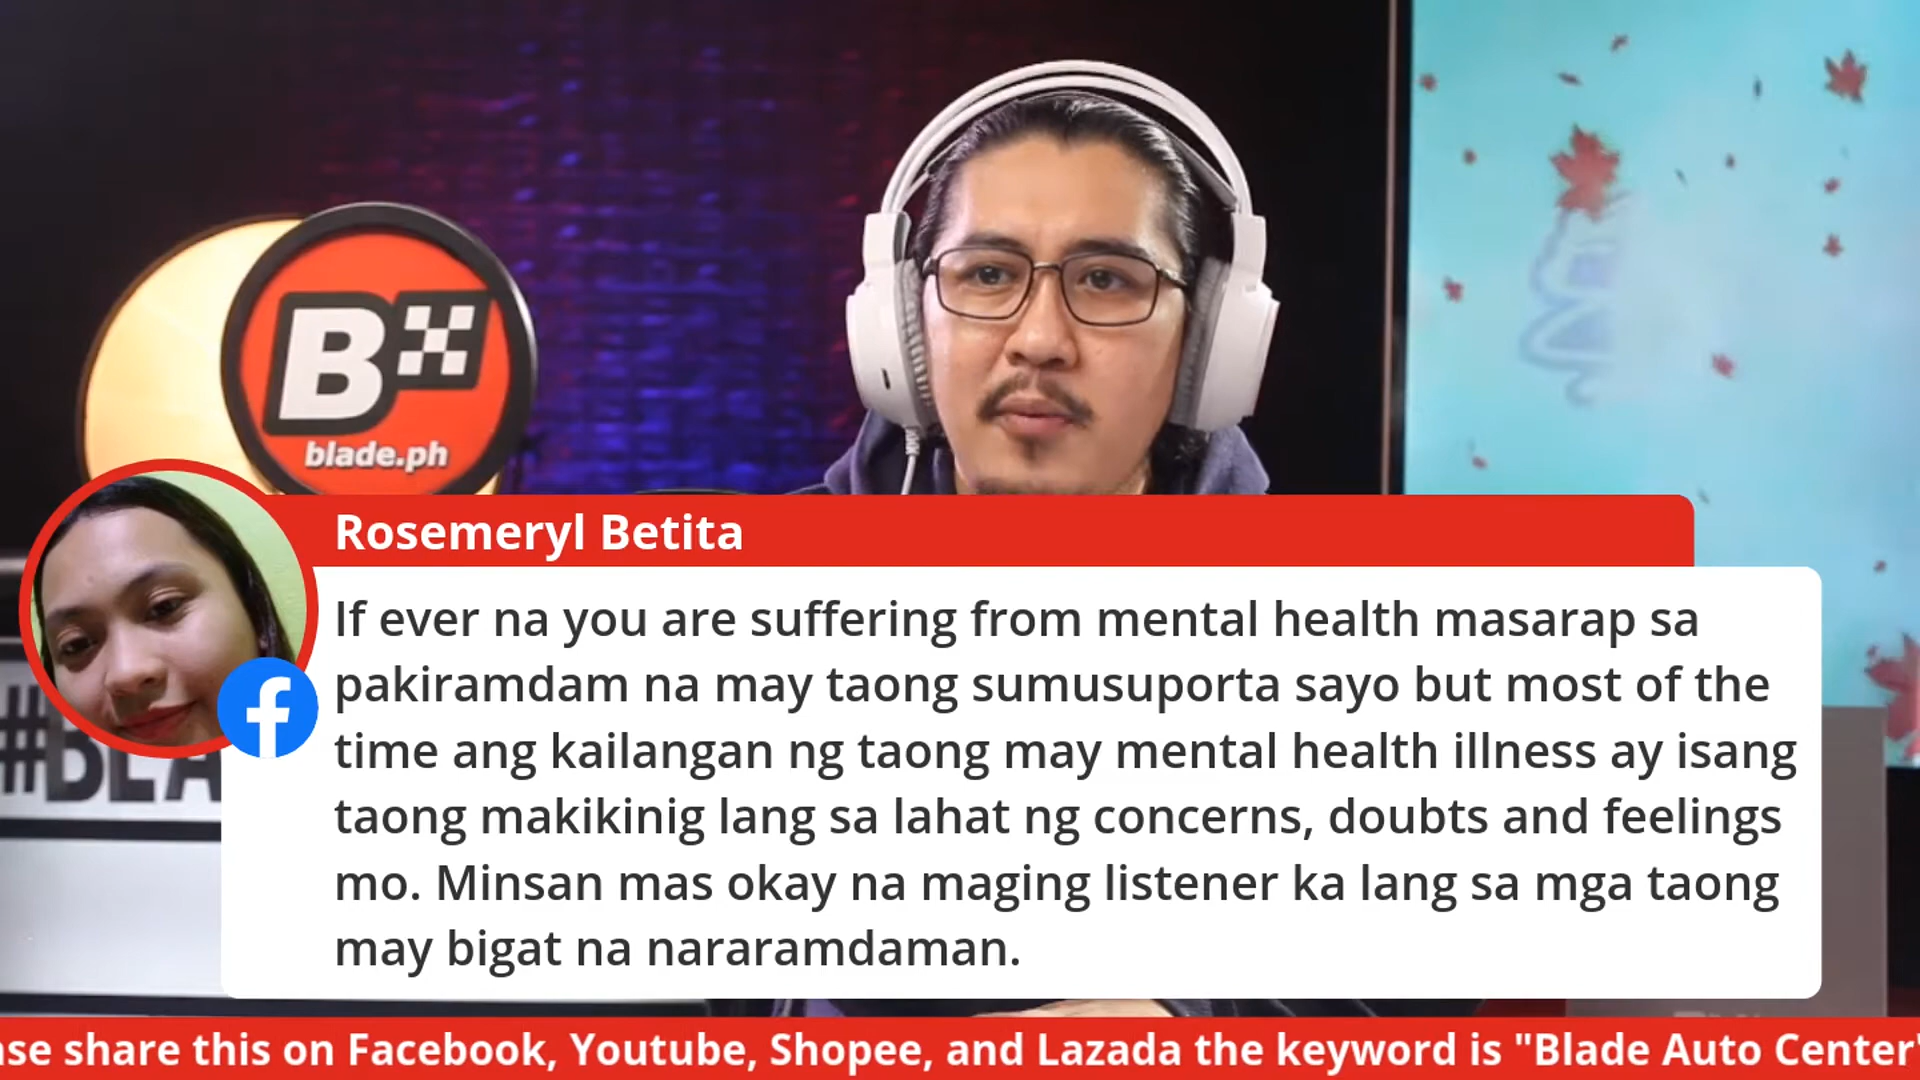 B
blade.ph
Rosemeryl Betita
If ever na you are suffering from mental health masarap sa
pakiramdam na may taong sumusuporta sayo but most of the
time ang kailangan ng taong may mental health illness ay isang
taong makikinig lang sa lahat ng concerns, doubts and feelings
mo. Minsan mas okay na maging listener ka lang sa mga taong
may bigat na nararamdaman.
share this on Facebook, Youtube, Shopee, and Lazada the keyword is "Blade Auto Center"